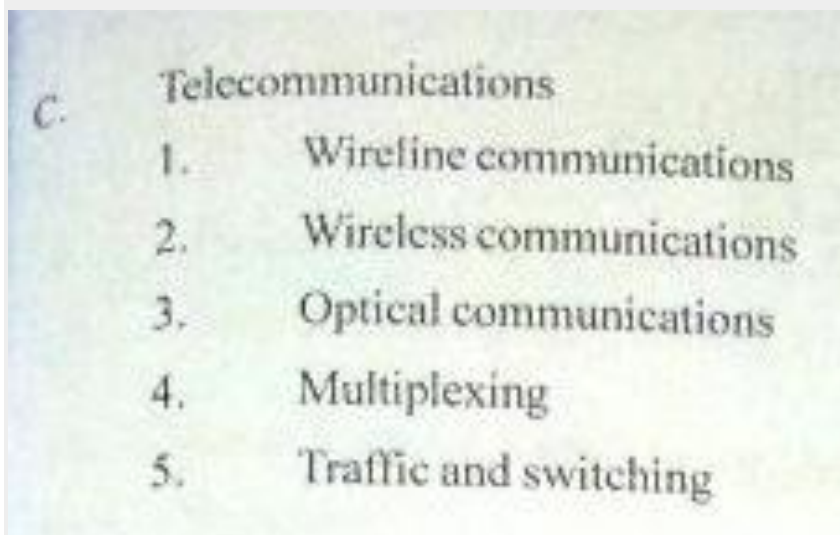 C. Telecommunications
1. Wireline communications
2. Wireless communications
3. Optical communications
4. Multiplexing
5. Traffic and switching